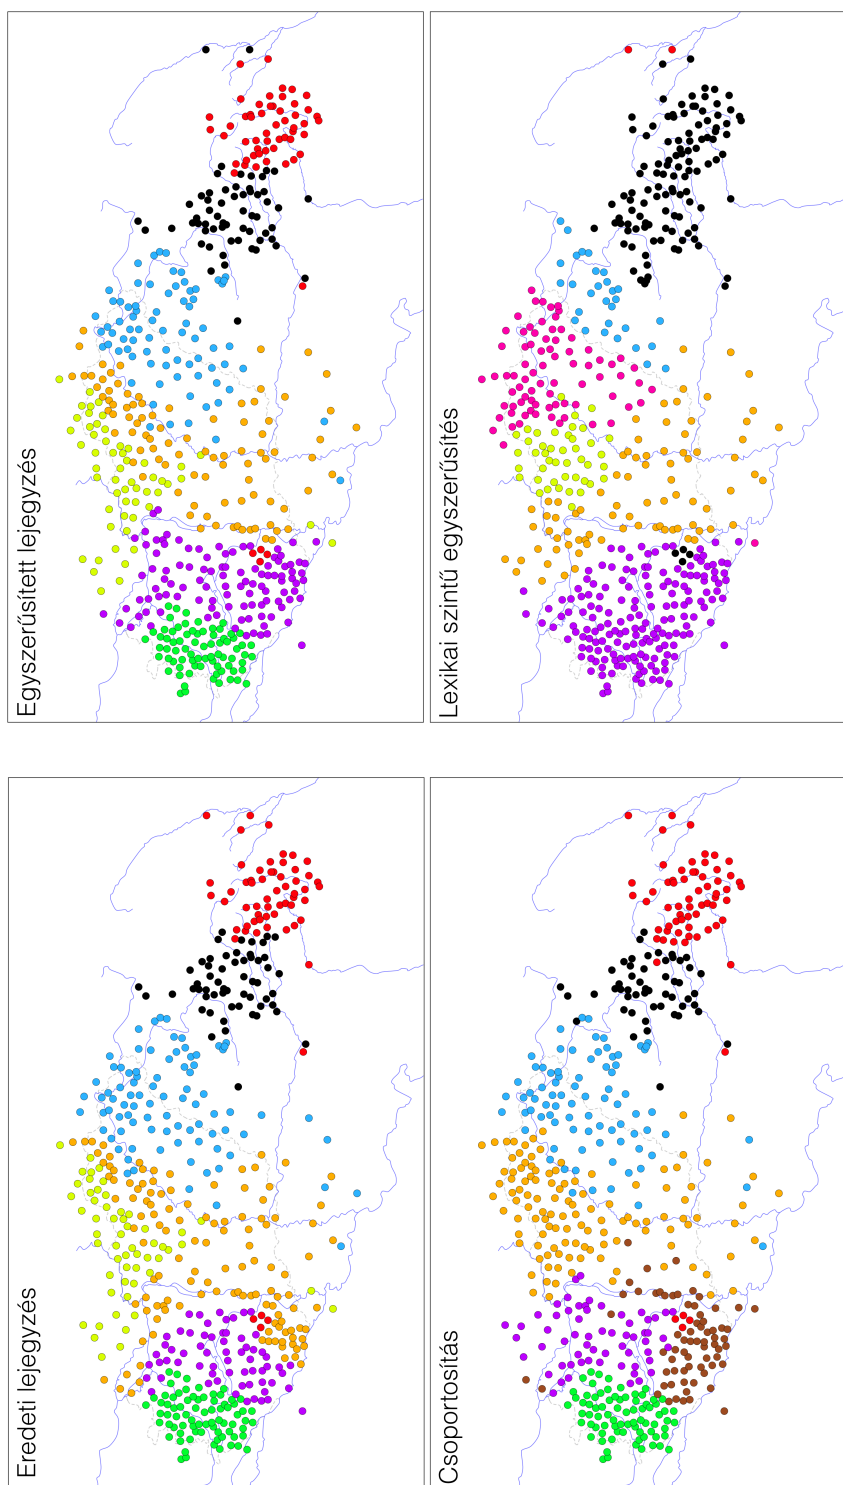 Eredeti lejegyzés
Egyszerűsített lejegyzés
Csoportosítás
Lexikai szintű egyszerűsítés